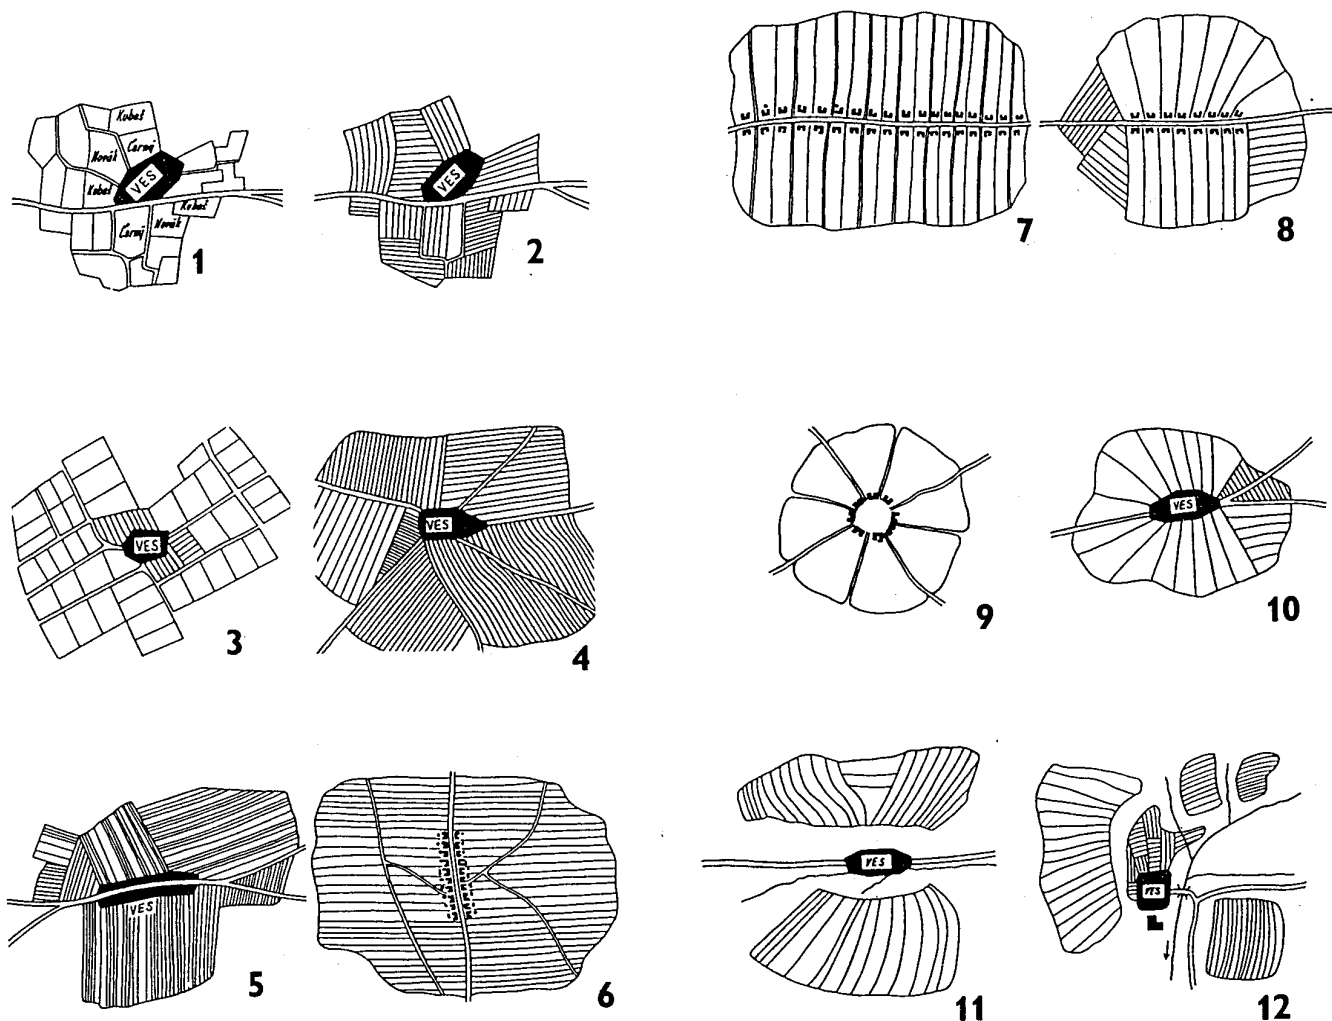 Kubeš
Novák
Černý
VES
Kubeš
Kubeš
Černý
Novák
1
VES
2
7
8
VES
3
VES
4
9
VES
10
VES
5
6
VES
11
VES
12